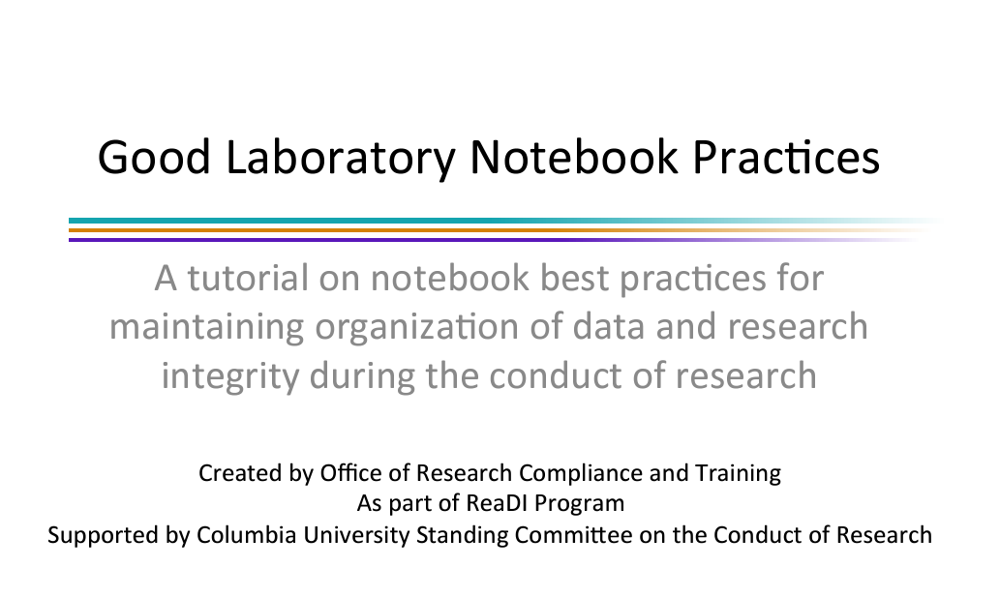 Good Laboratory Notebook Practices
A tutorial on notebook best practices for
maintaining organization of data and research
integrity during the conduct of research
Created by Office of Research Compliance and Training
As part of ReaDI Program
Supported by Columbia University Standing Committee on the Conduct of Research